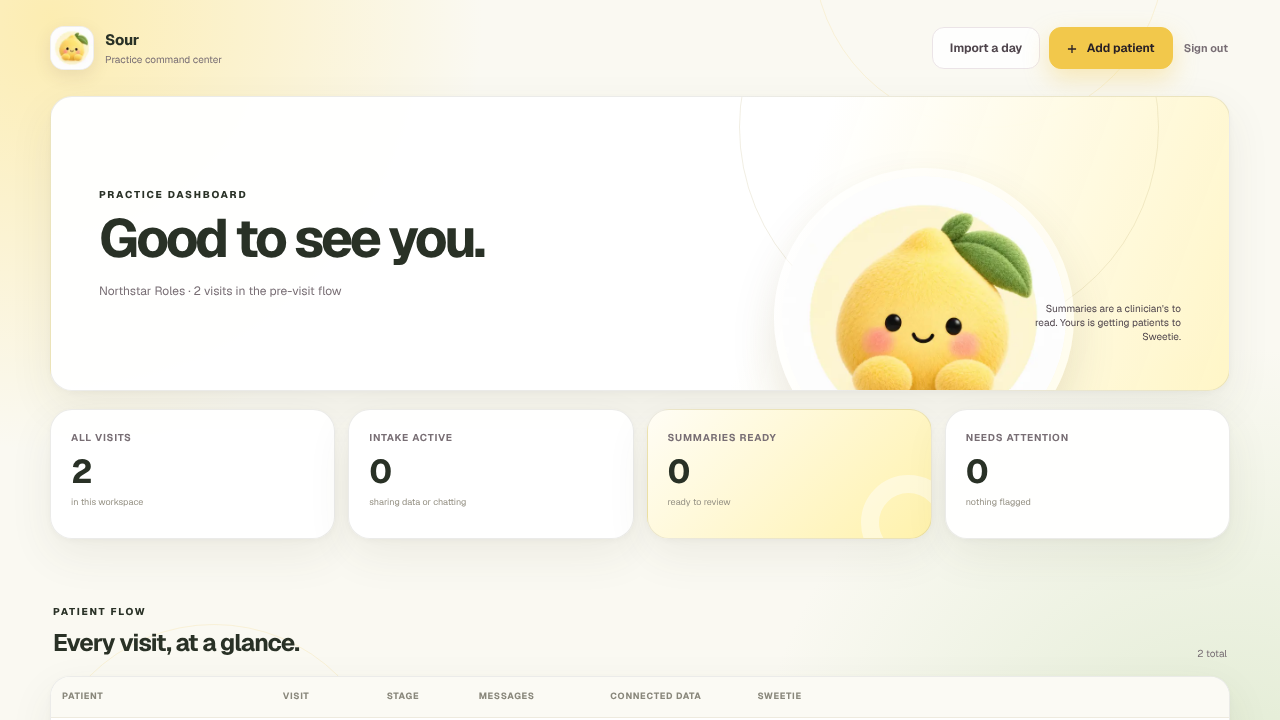 Sour
Practice command center
Import a day
+ Add patient
Sign out
PRACTICE DASHBOARD
Good to see you.
Northstar Roles · 2 visits in the pre-visit flow
Summaries are a clinician's to
read. Yours is getting patients to
Sweetie.
ALL VISITS
2
in this workspace
INTAKE ACTIVE
0
sharing data or chatting
SUMMARIES READY
0
ready to review
NEEDS ATTENTION
0
nothing flagged
PATIENT FLOW
Every visit, at a glance.
2 total
PATIENT VISIT STAGE MESSAGES CONNECTED DATA SWEETIE